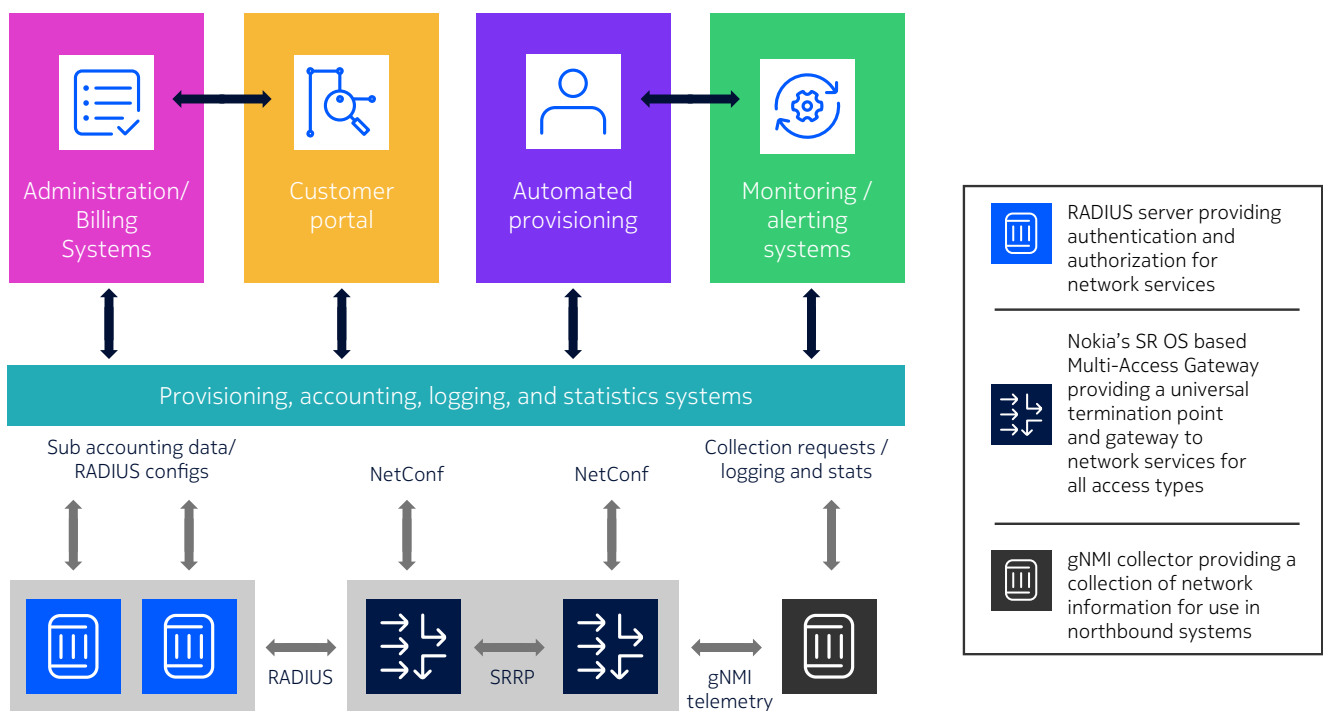 Administration/
Billing
Systems
Customer
portal
Automated
provisioning
Monitoring /
alerting
systems
Provisioning, accounting, logging, and statistics systems
Sub accounting data/
RADIUS configs
NetConf
NetConf
Collection requests /
logging and stats
RADIUS
SRRP
gNMI
telemetry
RADIUS server providing
authentication and
authorization for
network services
Nokia’s SR OS based
Multi-Access Gateway
providing a universal
termination point
and gateway to
network services for
all access types
gNMI collector providing a
collection of network
information for use in
northbound systems